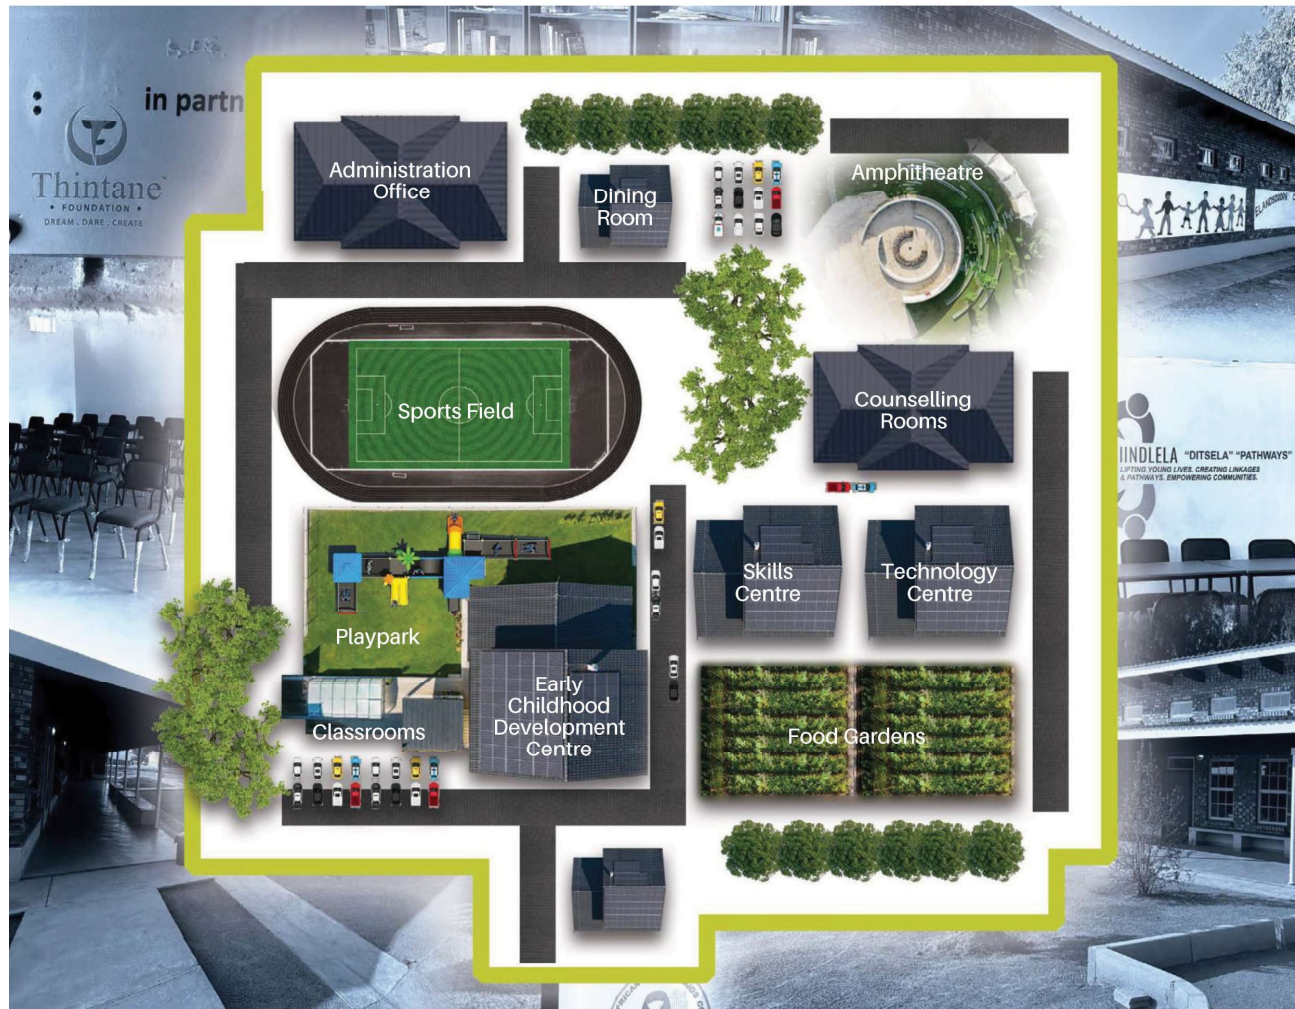 in partn
Thintane
• FOUNDATION •
DREAM . DARE . CREATE
Administration
Office
Dining
Room
Amphitheatre
Sports Field
Counselling
Rooms
"DITSELA" "PATHWAYS"
LIFTING YOUNG LIVES. CREATING LINKAGES
& PATHWAYS. EMPOWERING COMMUNITIES.
Skills
Centre
Technology
Centre
Playpark
Early
Childhood
Development
Centre
Classrooms
Food Gardens